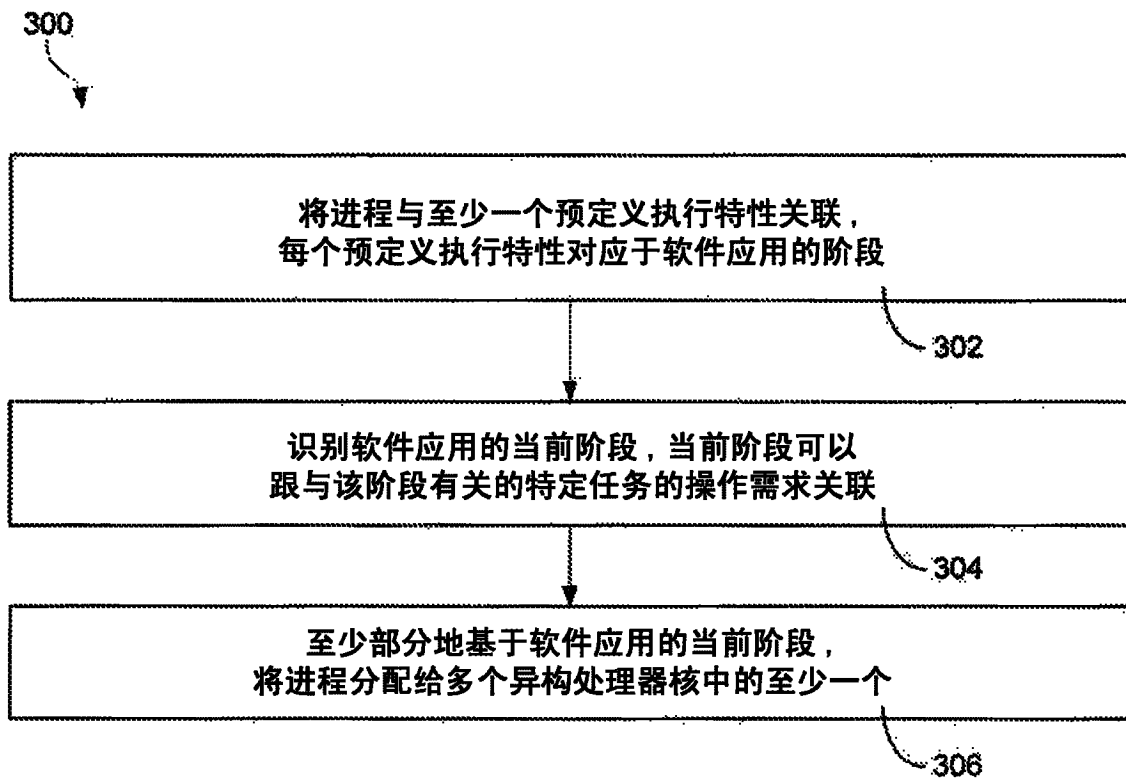 300
将进程与至少一个预定义执行特性关联,
每个预定义执行特性对应于软件应用的阶段
302
识别软件应用的当前阶段,当前阶段可以
跟与该阶段有关的特定任务的操作需求关联
304
至少部分地基于软件应用的当前阶段,
将进程分配给多个异构处理器核中的至少一个
306